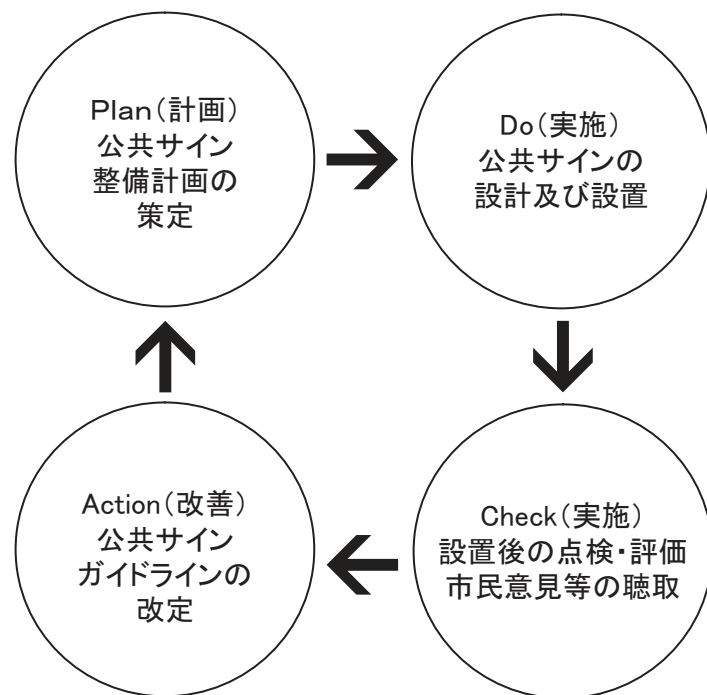 Plan（計画）
公共サイン
整備計画の
策定
Do（実施）
公共サインの
設計及び設置
Check（実施）
設置後の点検・評価
市民意見等の聴取
Action（改善）
公共サイン
ガイドラインの
改定